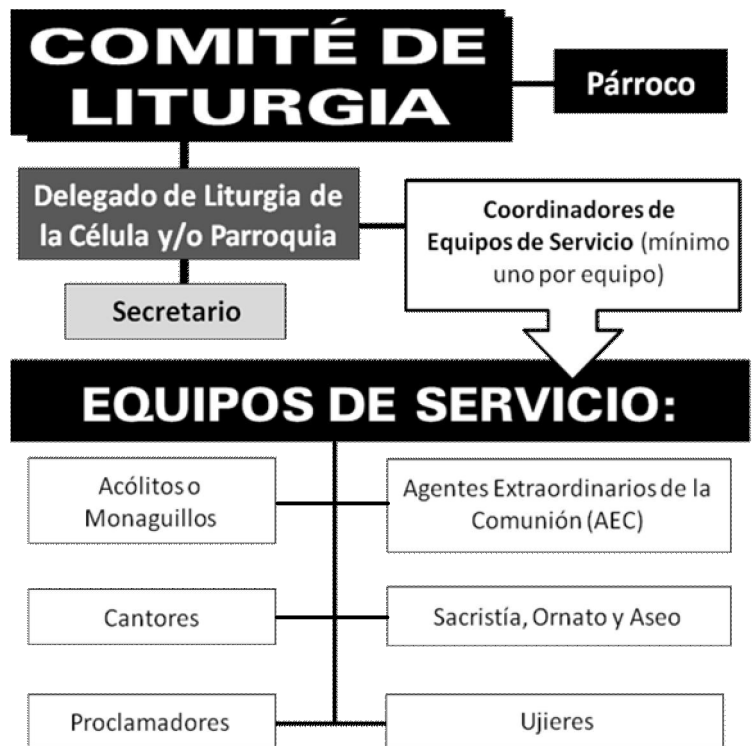 COMITÉ DE
LITURGIA
Párroco
Delegado de Liturgia de
la Célula y/o Parroquia
Coordinadores de
Equipos de Servicio (mínimo
uno por equipo)
Secretario
EQUIPOS DE SERVICIO:
Acólitos o
Monaguillos
Agentes Extraordinarios de la
Comunión (AEC)
Cantores
Sacristía, Ornato y Aseo
Proclamadores
Ujieres